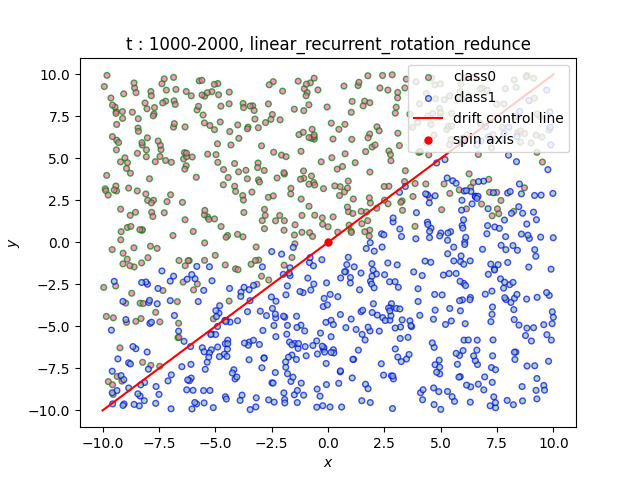 t : 1000-2000, linear_recurrent_rotation_redunce
class0
class1
drift control line
spin axis
10.0
7.5
5.0
2.5
0.0
−2.5
−5.0
−7.5
−10.0
y
−10.0 −7.5 −5.0 −2.5 0.0 2.5 5.0 7.5 10.0
x